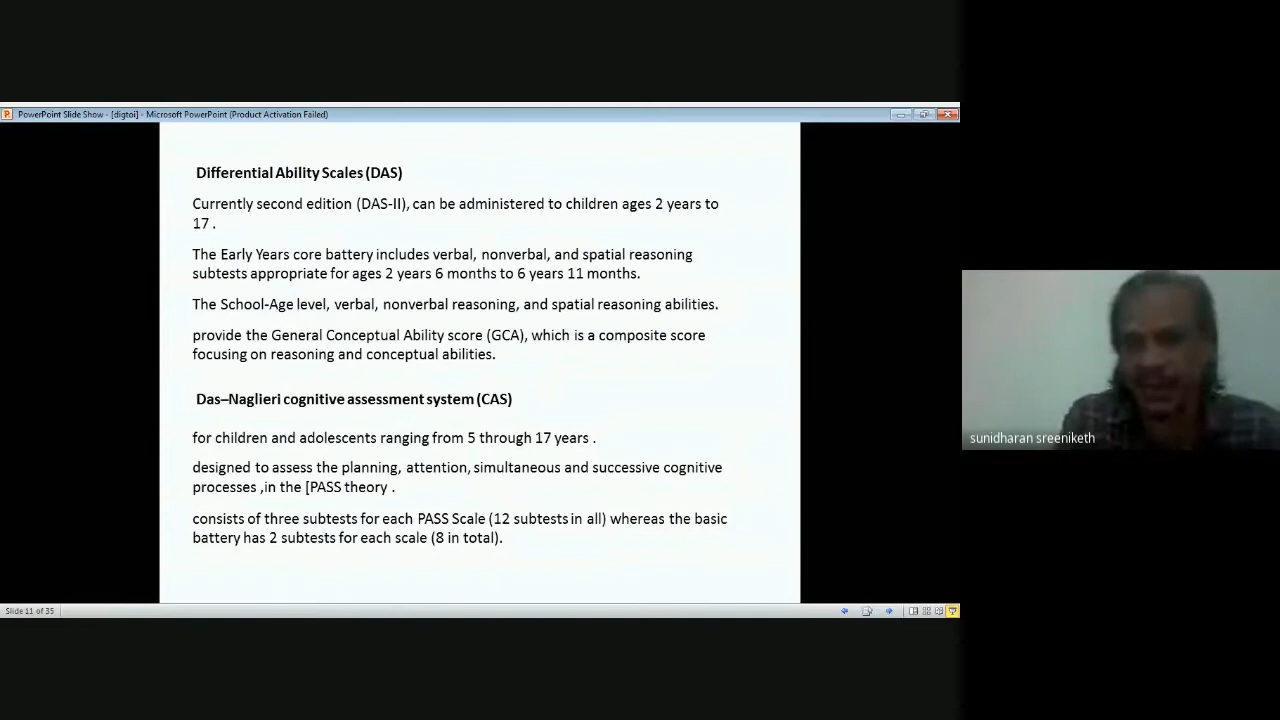 PowerPoint Slide Show - [digtoi] - Microsoft PowerPoint (Product Activation Failed)
Differential Ability Scales (DAS)
Currently second edition (DAS-II), can be administered to children ages 2 years to
17 .
The Early Years core battery includes verbal, nonverbal, and spatial reasoning
subtests appropriate for ages 2 years 6 months to 6 years 11 months.
The School-Age level, verbal, nonverbal reasoning, and spatial reasoning abilities.
provide the General Conceptual Ability score (GCA), which is a composite score
focusing on reasoning and conceptual abilities.
Das–Naglieri cognitive assessment system (CAS)
for children and adolescents ranging from 5 through 17 years .
designed to assess the planning, attention, simultaneous and successive cognitive
processes ,in the [PASS theory .
consists of three subtests for each PASS Scale (12 subtests in all) whereas the basic
battery has 2 subtests for each scale (8 in total).
sunidharan sreeniketh
Slide 11 of 35